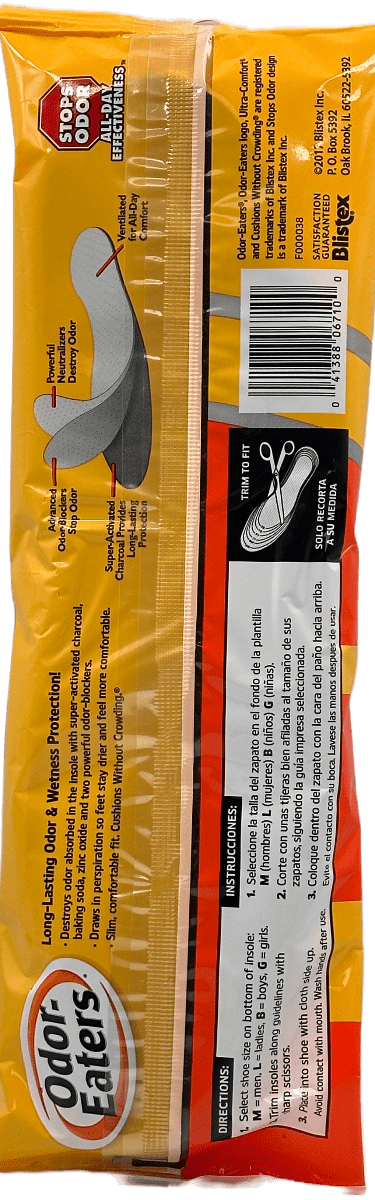 Odor-
Eaters®
Long-Lasting Odor & Wetness Protection!
• Destroys odor absorbed in the insole with super-activated charcoal,
baking soda, zinc oxide and two powerful odor-blockers.
• Draws in perspiration so feet stay drier and feel more comfortable.
• Slim, comfortable fit. Cushions Without Crowding.®
Advanced
Odor Blockers
Stop Odor
Powerful
Neutralizers
Destroy Odor
Super-Activated
Charcoal Provides
Long-Lasting
Protection
Ventilated
for All-Day
Comfort
STOPS
ODOR
ALL-DAY
EFFECTIVENESS™
DIRECTIONS:
1. Select shoe size on bottom of insole:
M = men, L = ladies, B = boys, G = girls.
Trim insoles along guidelines with
harp scissors.
3. Place into shoe with cloth side up.
Avoid contact with mouth. Wash hands after use.
INSTRUCCIONES:
1. Seleccione la talla del zapato en el fondo de la plantilla
M (hombres) L (mujeres) B (niños) G (niñas).
2. Corte con unas tijeras bien afiladas al tamaño de sus
zapatos, siguiendo la guía impresa seleccionada.
3. Coloque dentro del zapato con la cara del paño hacia arriba.
Evite el contacto con su boca. Lavese las manos despues de usar.
TRIM TO FIT
SOLO RECORTA
A SU MEDIDA
0 41388 06710 0
Odor-Eaters®, Odor-Eaters logo, Ultra-Comfort®
and Cushions Without Crowding® are registered
trademarks of Blistex Inc. and Stops Odor design
is a trademark of Blistex Inc.
F000038
SATISFACTION
GUARANTEED
Blistex
Blistex Inc.
P. O. Box 5392
Oak Brook, IL 60522-5392